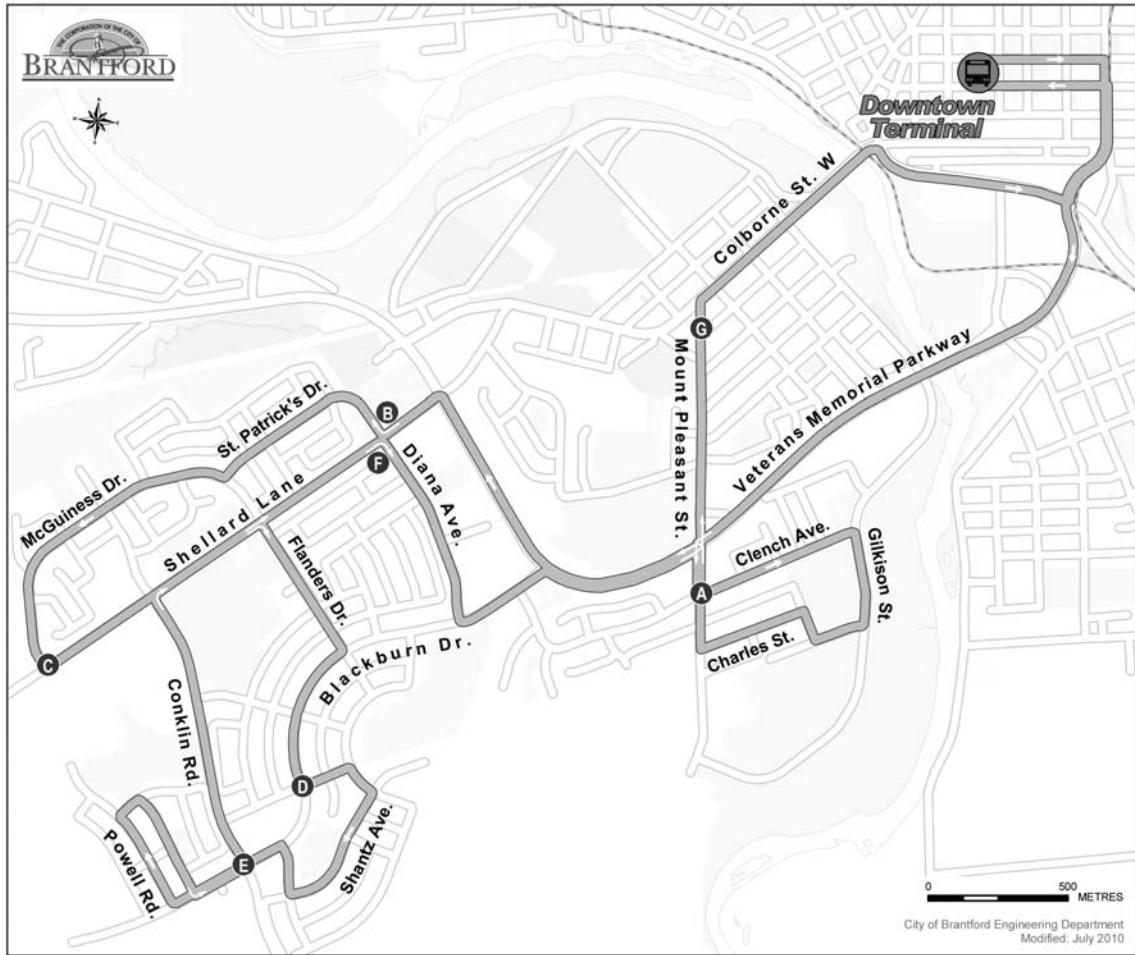 THE CORPORATION OF THE CITY OF
BRANTFORD
N
E
S
W
Downtown
Terminal
Colborne St. W
G
Mount Pleasant St.
Veterans Memorial Parkway
B
St. Patrick's Dr.
F
Diana Ave.
McGuiness Dr.
Shellard Lane
Clench Ave.
Gilkison St.
Flanders Dr.
A
Charles St.
Blackburn Dr.
C
Conklin Rd.
D
Powell Rd.
Shantz Ave.
E
0
500
METRES
City of Brantford Engineering Department
Modified: July 2010